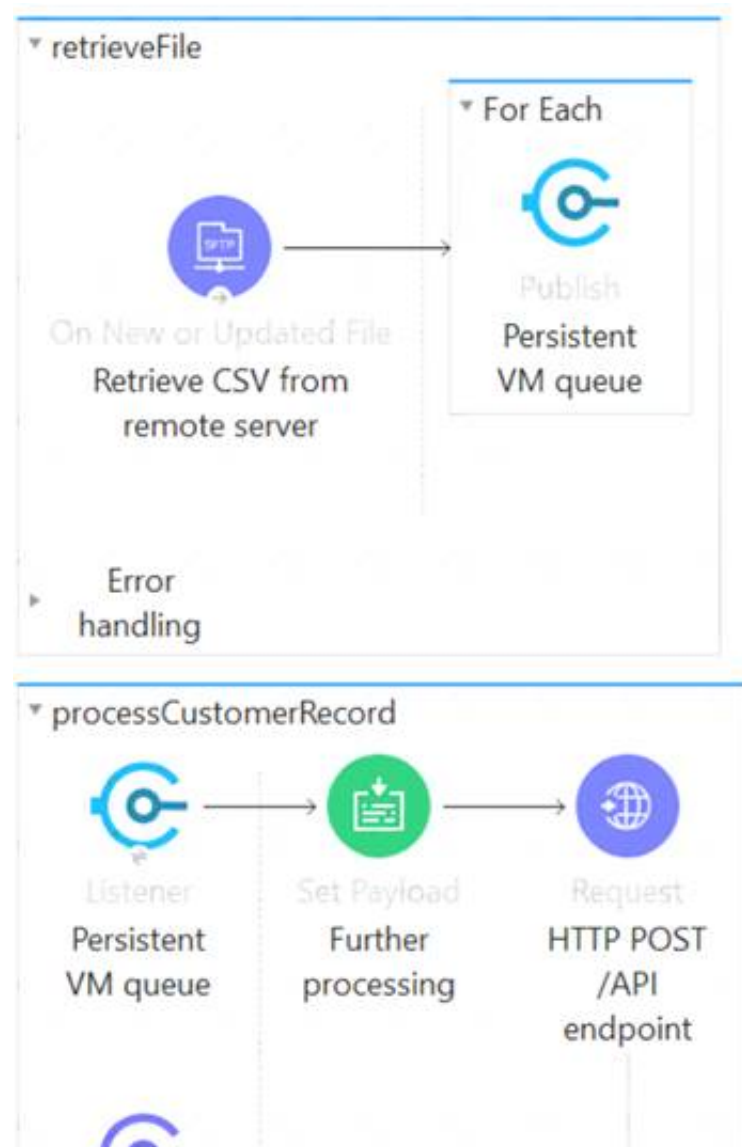 retrieveFile
For Each
SFTP
Publish
On New or Updated File
Persistent
VM queue
Retrieve CSV from
remote server
Error
handling
processCustomerRecord
Listener
Set Payload
Request
Persistent
VM queue
Further
processing
HTTP POST
/API
endpoint